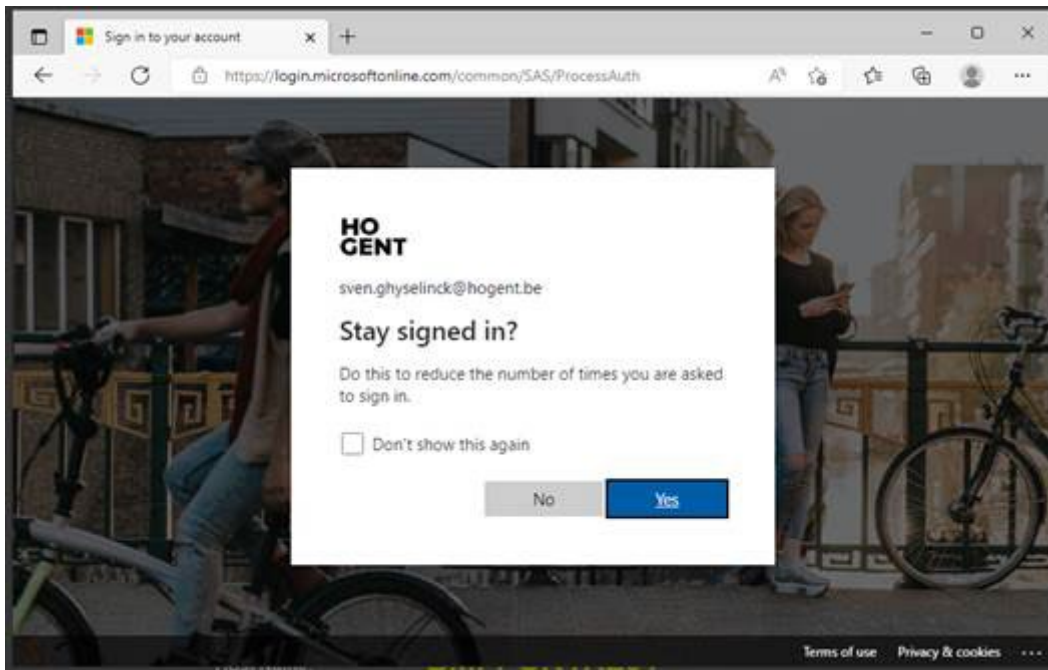 Sign in to your account
https://login.microsoftonline.com/common/SAS/ProcessAuth
HO
GENT
sven.ghyselinck@hogent.be
Stay signed in?
Do this to reduce the number of times you are asked
to sign in.
Don't show this again
No
Yes
Terms of use
Privacy & cookies